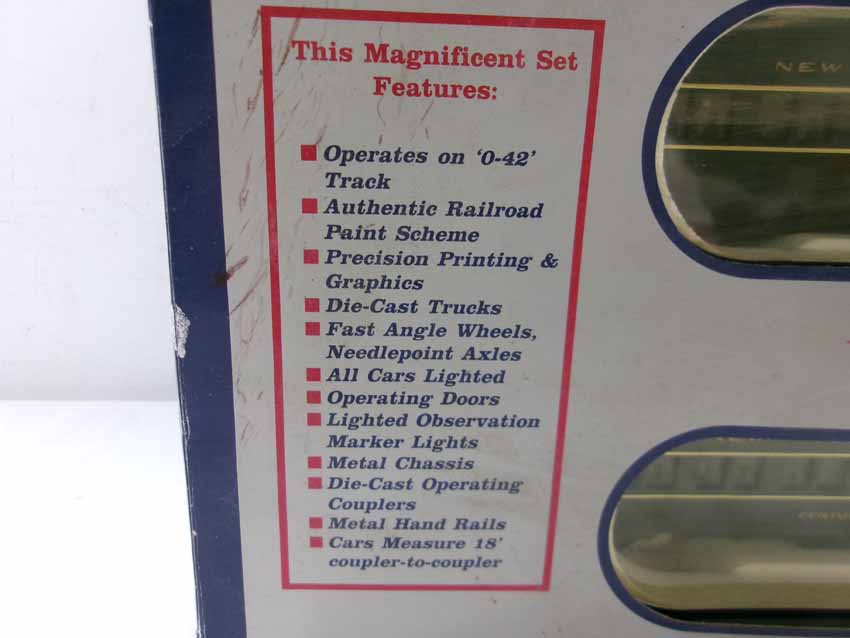 This Magnificent Set
Features:
Operates on ‘0-42’
Track
Authentic Railroad
Paint Scheme
Precision Printing &
Graphics
Die-Cast Trucks
Fast Angle Wheels,
Needlepoint Axles
All Cars Lighted
Operating Doors
Lighted Observation
Marker Lights
Metal Chassis
Die-Cast Operating
Couplers
Metal Hand Rails
Cars Measure 18'
coupler-to-coupler
NEW